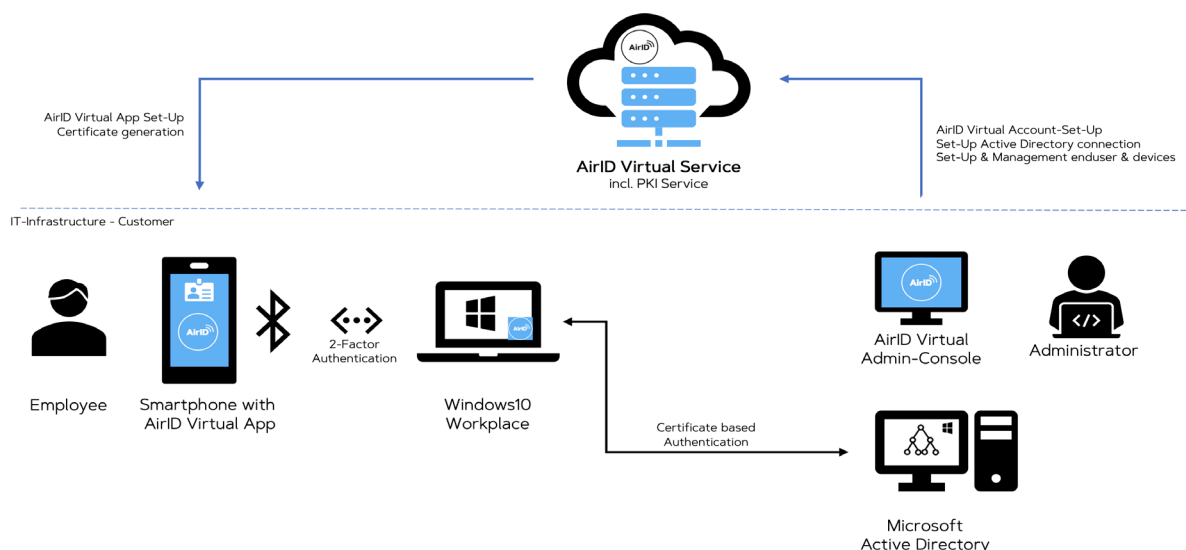 AirID
AirID Virtual App Set-Up
Certificate generation
AirID Virtual Account-Set-Up
Set-Up Active Directory connection
Set-Up & Management enduser & devices
AirID Virtual Service
incl. PKI Service
IT-Infrastructure - Customer
AirID
AirID
AirID
2-Factor
Authentication
AirID Virtual
Admin-Console
Administrator
Employee
Smartphone with
AirID Virtual App
Windows10
Workplace
Certificate based
Authentication
Microsoft
Active Directory